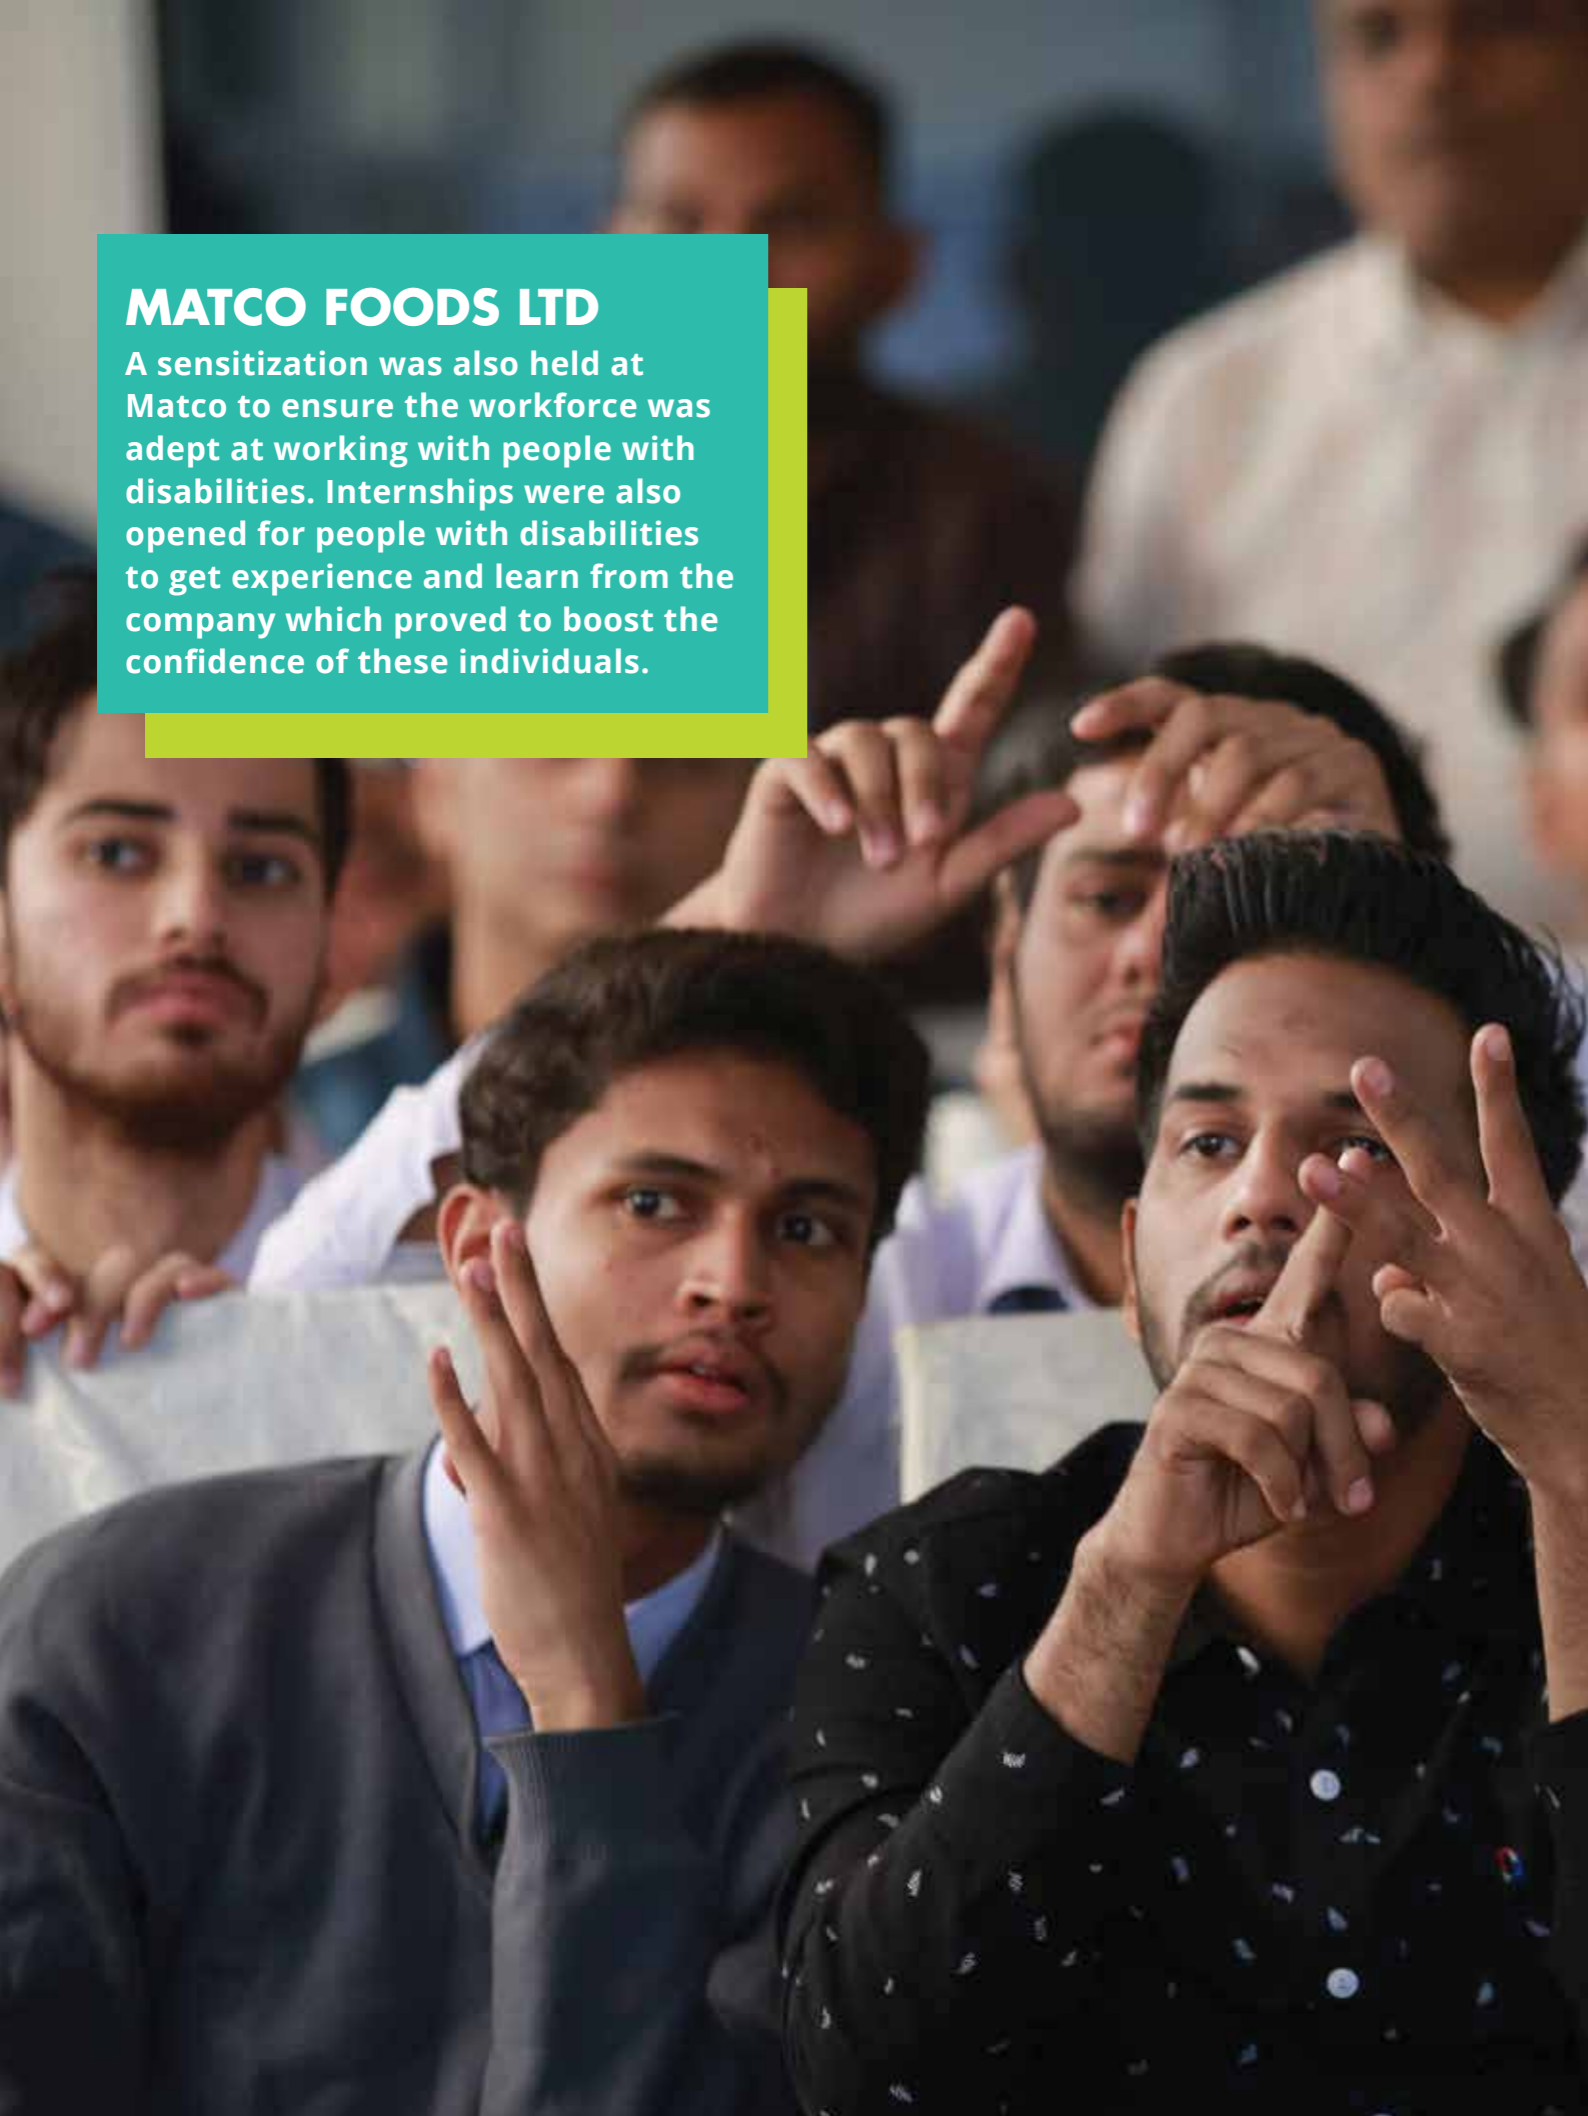 MATCO FOODS LTD
A sensitization was also held at
Matco to ensure the workforce was
adept at working with people with
disabilities. Internships were also
opened for people with disabilities
to get experience and learn from the
company which proved to boost the
confidence of these individuals.